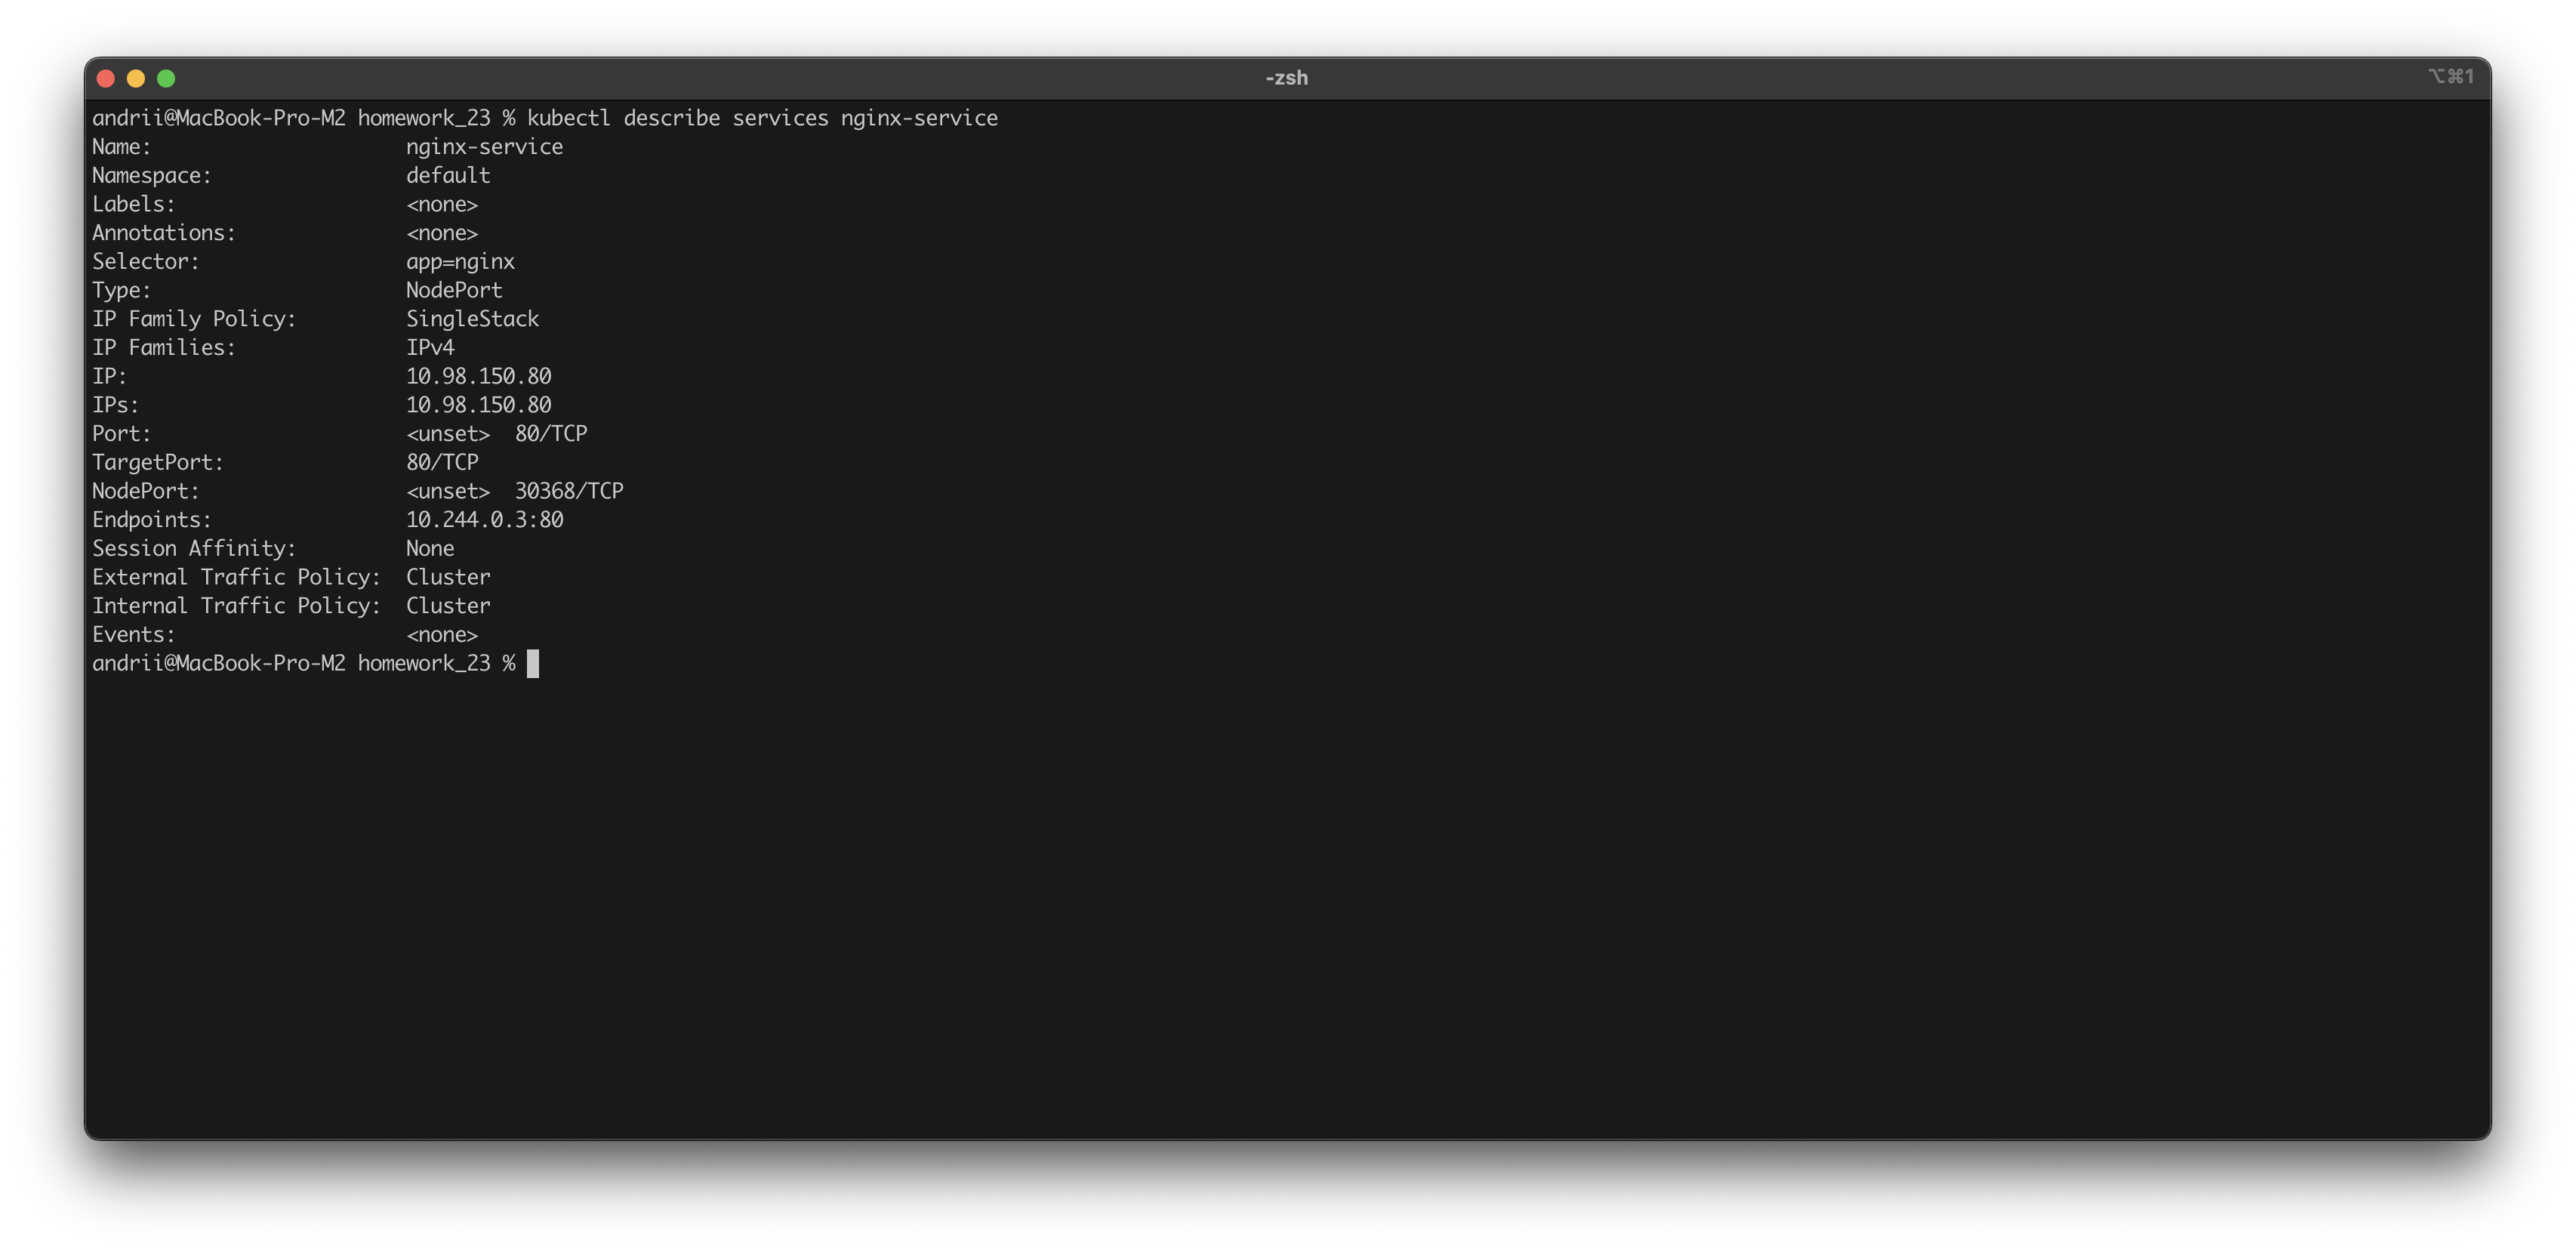 -zsh
⌥⌘1
andrii@MacBook-Pro-M2 homework_23 % kubectl describe services nginx-service
Name:                     nginx-service
Namespace:                default
Labels:                   <none>
Annotations:              <none>
Selector:                 app=nginx
Type:                     NodePort
IP Family Policy:         SingleStack
IP Families:              IPv4
IP:                       10.98.150.80
IPs:                      10.98.150.80
Port:                     <unset>  80/TCP
TargetPort:               80/TCP
NodePort:                 <unset>  30368/TCP
Endpoints:                10.244.0.3:80
Session Affinity:         None
External Traffic Policy:  Cluster
Internal Traffic Policy:  Cluster
Events:                   <none>
andrii@MacBook-Pro-M2 homework_23 %